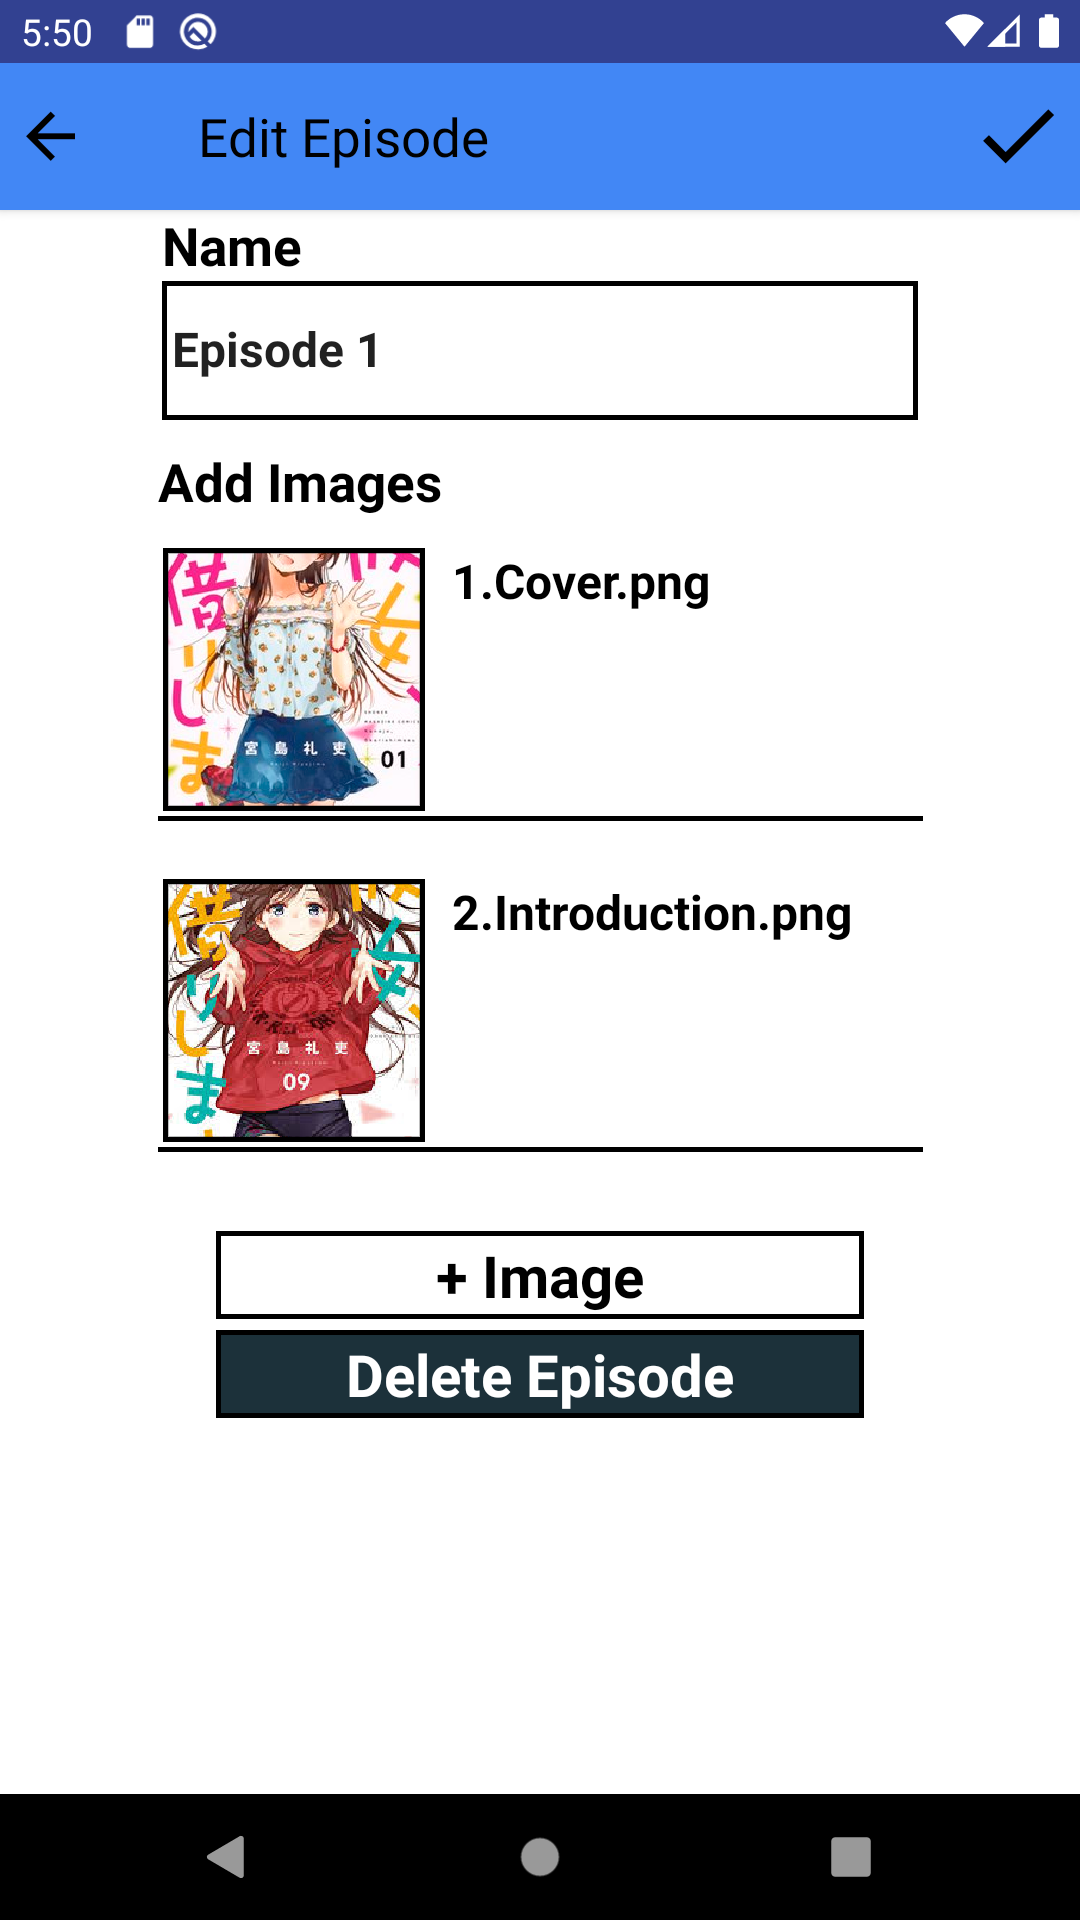 5:50
Edit Episode
Name
Episode 1
Add Images
1.Cover.png
借りしま
宮島礼吏
01
2.Introduction.png
借りしま
宮島礼吏
09
+ Image
Delete Episode